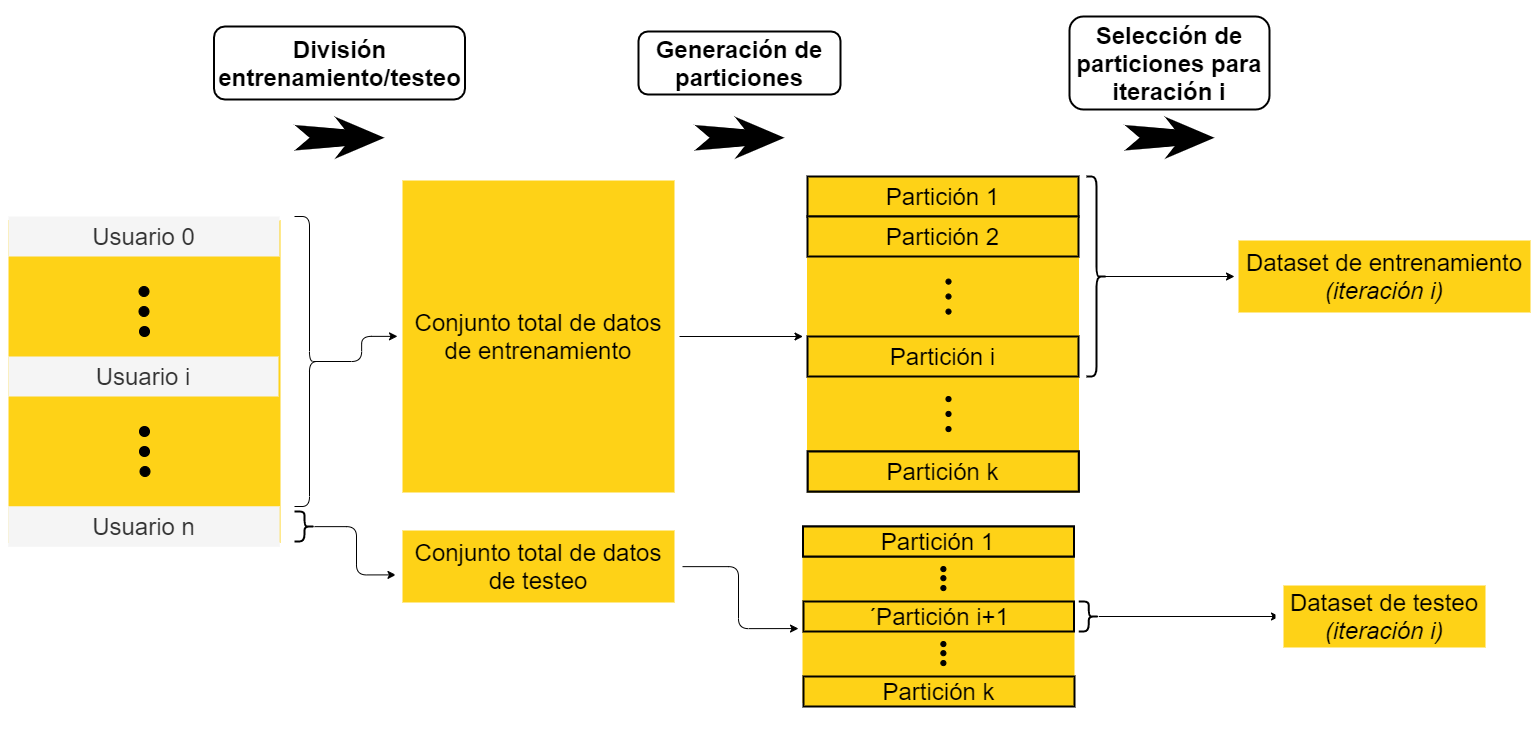 División
entrenamiento/testeo
Generación de
particiones
Selección de
particiones para
iteración i
Usuario 0
Usuario i
Usuario n
Conjunto total de datos
de entrenamiento
Conjunto total de datos
de testeo
Partición 1
Partición 2
Partición i
Partición k
Partición 1
´Partición i+1
Partición k
Dataset de entrenamiento
(iteración i)
Dataset de testeo
(iteración i)